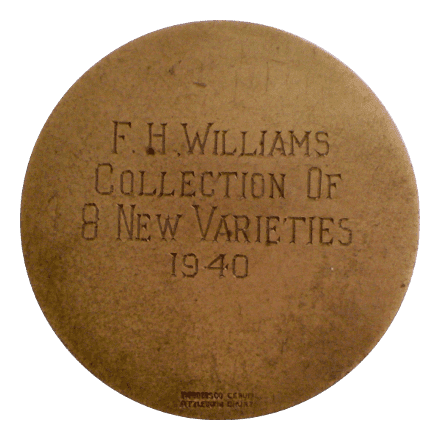 F. H. WILLIAMS
COLLECTION OF
8 NEW VARIETIES
1940